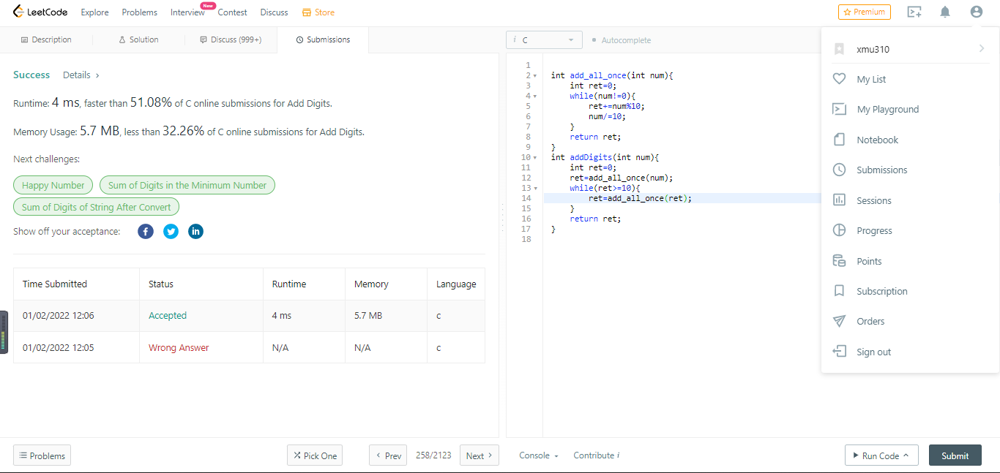 LeetCode Explore Problems Interview New Contest Discuss Store Premium
Description Solution Discuss (999+) Submissions
i C Autocomplete
Success Details >
Runtime: 4 ms, faster than 51.08% of C online submissions for Add Digits.
Memory Usage: 5.7 MB, less than 32.26% of C online submissions for Add Digits.
Next challenges:
Happy Number Sum of Digits in the Minimum Number
Sum of Digits of String After Convert
Show off your acceptance:
Time Submitted Status Runtime Memory Language
01/02/2022 12:06 Accepted 4 ms 5.7 MB c
01/02/2022 12:05 Wrong Answer N/A N/A c
1
2 int add_all_once(int num){
3 int ret=0;
4 while(num!=0){
5 ret+=num%10;
6 num/=10;
7 }
8 return ret;
9 }
10 int addDigits(int num){
11 int ret=0;
12 ret=add_all_once(num);
13 while(ret>=10){
14 ret=add_all_once(ret);
15 }
16 return ret;
17 }
18
xmu310
My List
My Playground
Notebook
Submissions
Sessions
Progress
Points
Subscription
Orders
Sign out
Problems Pick One Prev 258/2123 Next Console Contribute i Run Code Submit